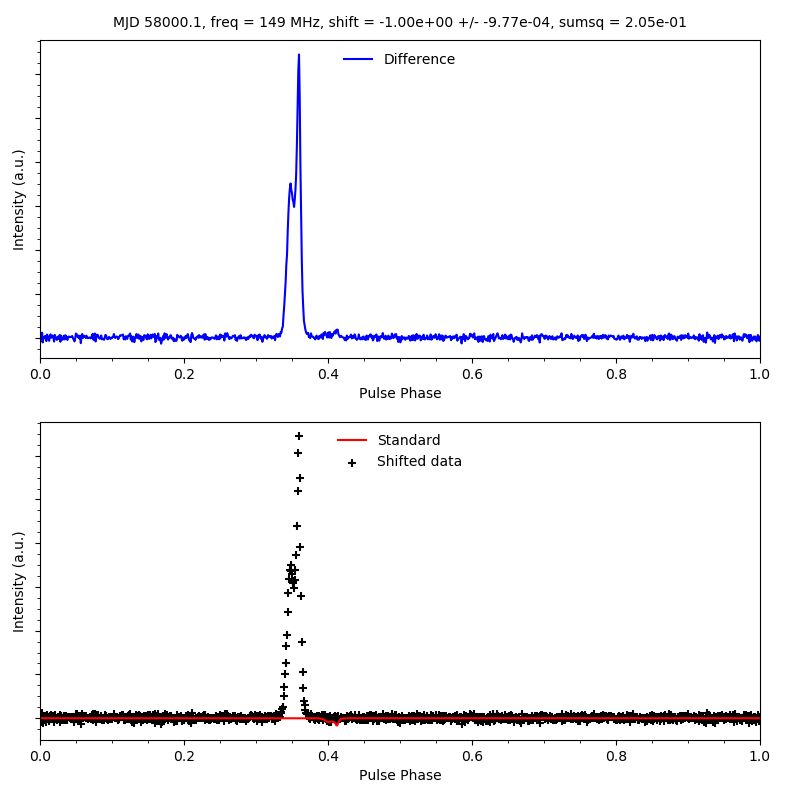 MJD 58000.1, freq = 149 MHz, shift = -1.00e+00 +/- -9.77e-04, sumsq = 2.05e-01
Difference
Intensity (a.u.)
0.0 0.2 0.4 0.6 0.8 1.0
Pulse Phase
Standard
Shifted data
Intensity (a.u.)
0.0 0.2 0.4 0.6 0.8 1.0
Pulse Phase